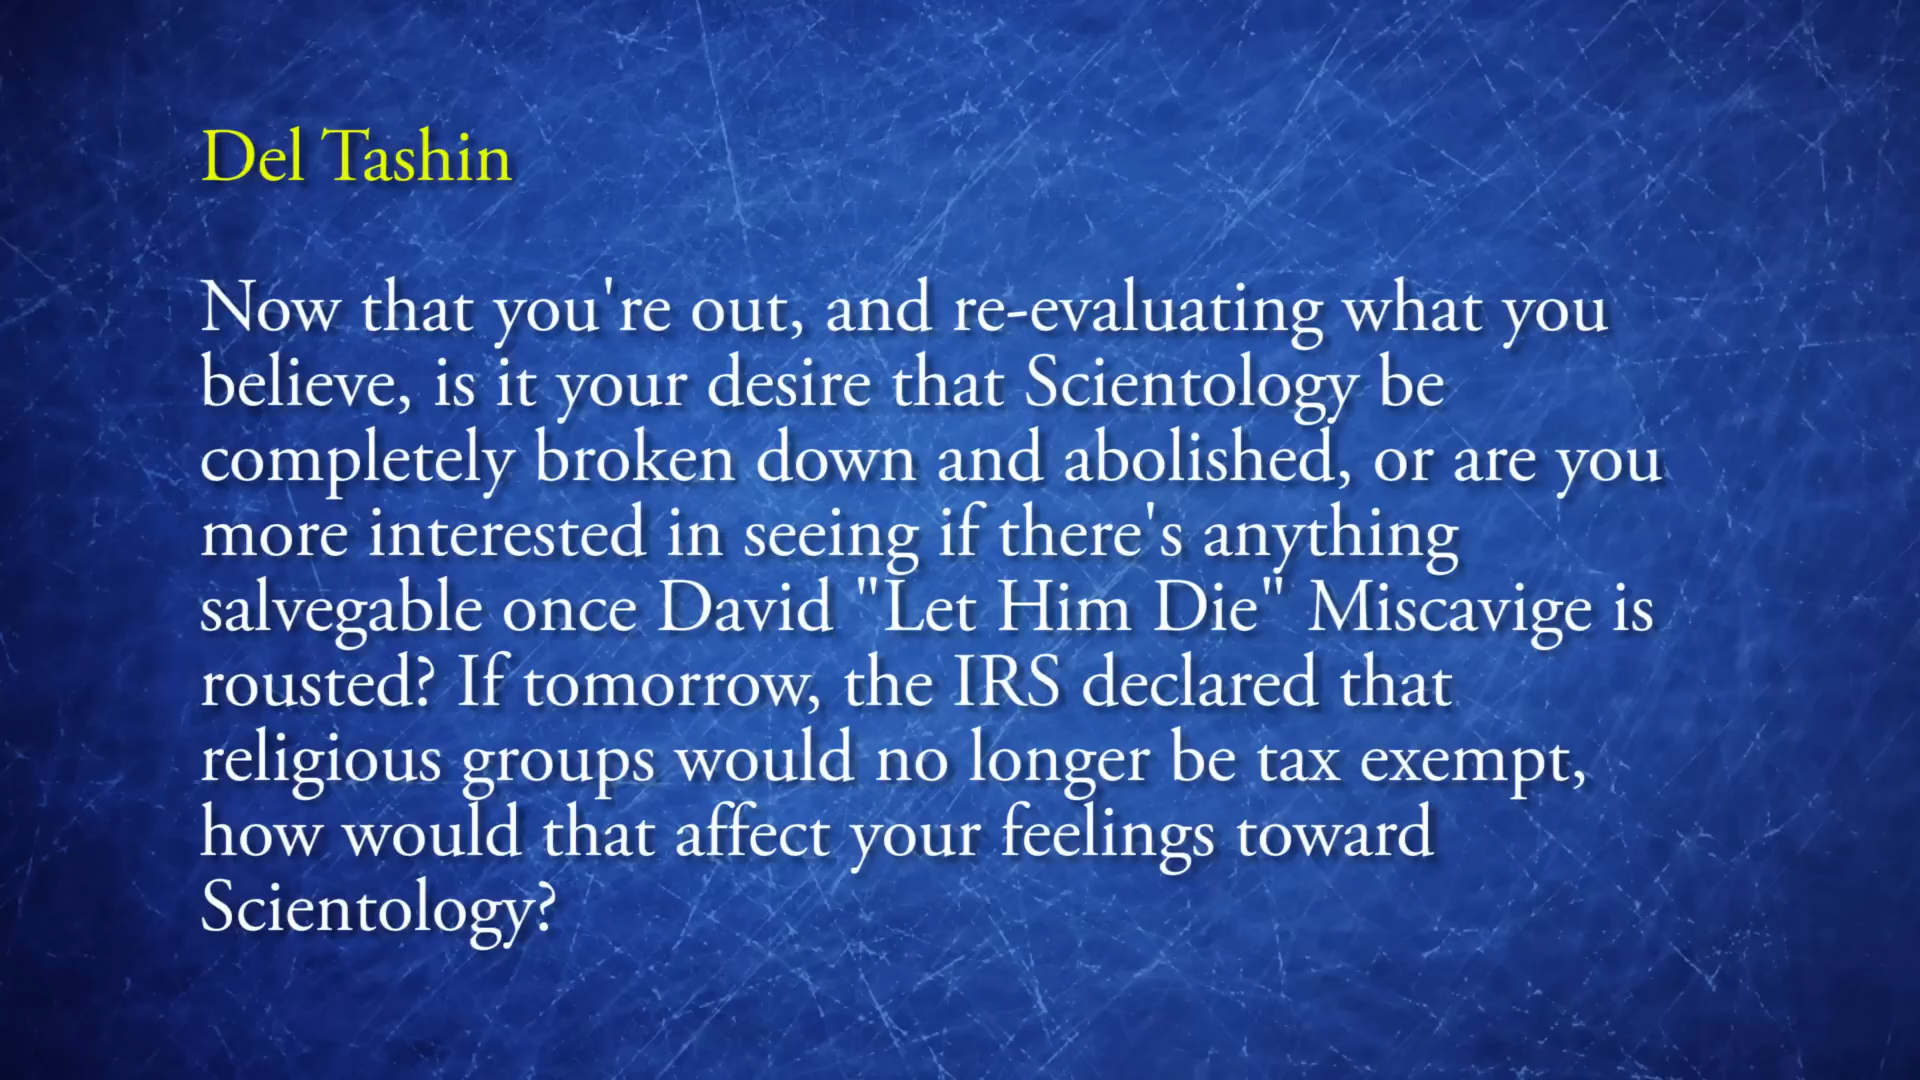 Del Tashin
Now that you're out, and re-evaluating what you
believe, is it your desire that Scientology be
completely broken down and abolished, or are you
more interested in seeing if there's anything
salvegable once David "Let Him Die" Miscavige is
rousted? If tomorrow, the IRS declared that
religious groups would no longer be tax exempt,
how would that affect your feelings toward
Scientology?